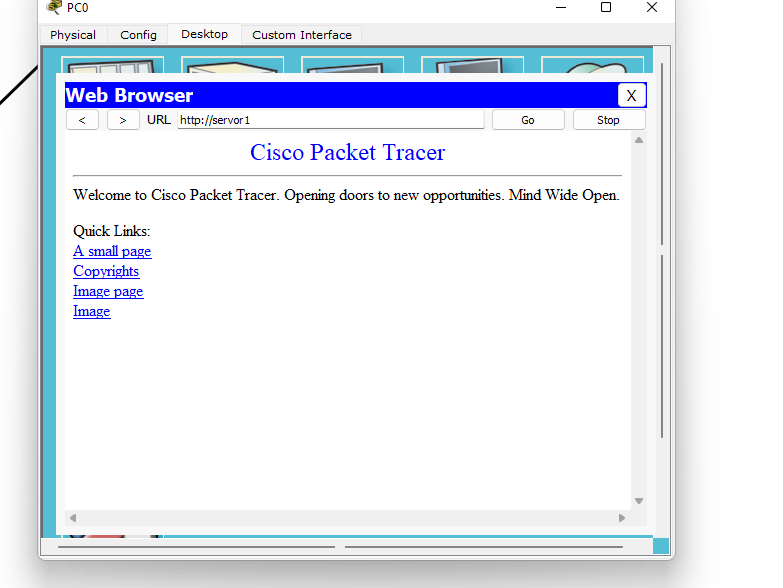 PC0
Physical Config Desktop Custom Interface
Web Browser X
< > URL http://servor1 Go Stop
Cisco Packet Tracer
Welcome to Cisco Packet Tracer. Opening doors to new opportunities. Mind Wide Open.
Quick Links:
A small page
Copyrights
Image page
Image